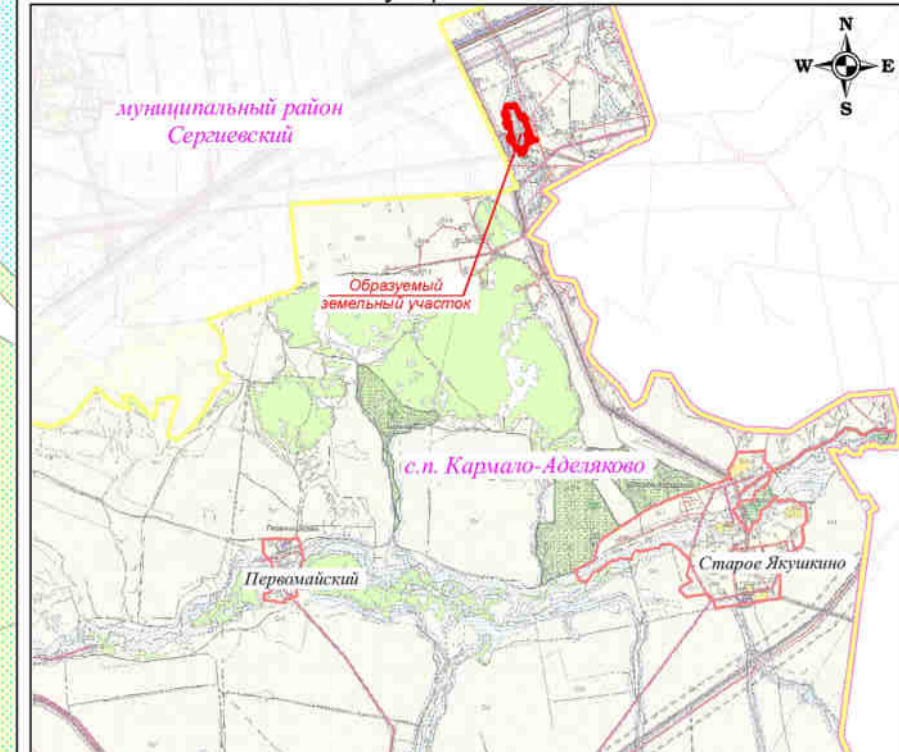 N
W E
S
муниципальный район
Сергиевский
Образуемый
земельный участок
с.п. Кармало-Аделяково
Первомайский
Старое Якушкино